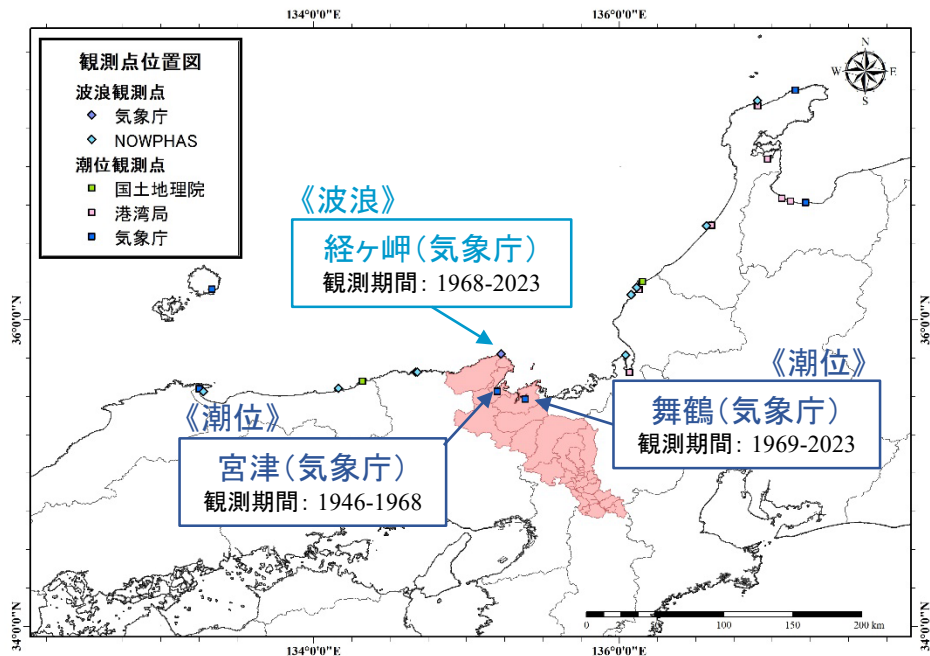 134°0'0"E
136°0'0"E
観測点位置図
波浪観測点
気象庁
NOWPHAS
潮位観測点
国土地理院
港湾局
気象庁
N
W
E
S
《波浪》
経ヶ岬(気象庁)
観測期間: 1968-2023
36°0'0"N
36°0'0"N
《潮位》
舞鶴(気象庁)
観測期間: 1969-2023
《潮位》
宮津(気象庁)
観測期間: 1946-1968
0 25 50 100 150 200 km
34°0'0"N
34°0'0"N
134°0'0"E
136°0'0"E